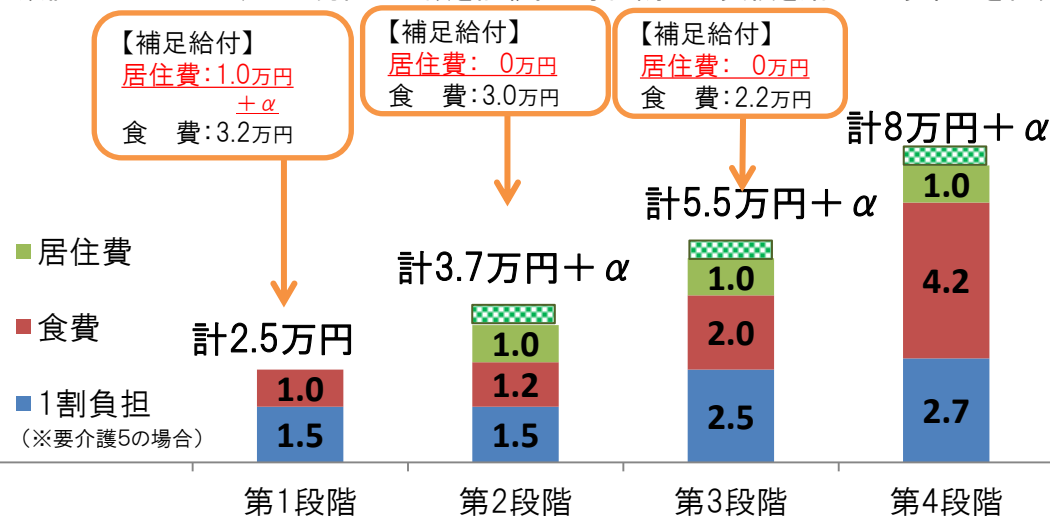 【補足給付】
居住費:1.0万円
＋α
食　費:3.2万円
【補足給付】
居住費:　0万円
食　費:3.0万円
【補足給付】
居住費:　0万円
食　費:2.2万円
計2.5万円
計3.7万円＋α
計5.5万円＋α
計8万円＋α
■居住費
■食費
■1割負担
（※要介護5の場合）
1.0
1.5
1.0
1.2
1.5
1.0
2.0
2.5
1.0
4.2
2.7
第1段階
第2段階
第3段階
第4段階